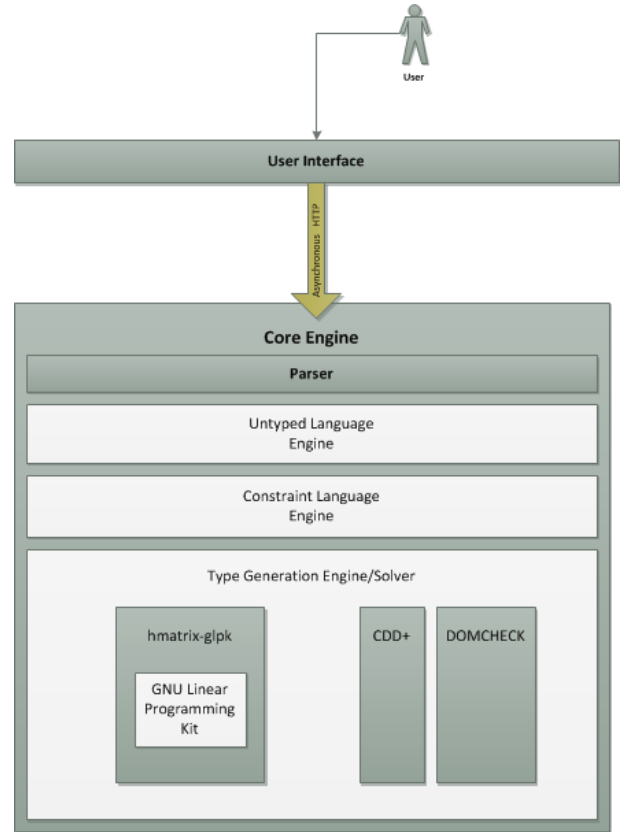 User
User Interface
Asynchronous HTTP
Core Engine
Parser
Untyped Language
Engine
Constraint Language
Engine
Type Generation Engine/Solver
hmatrix-glpk
GNU Linear
Programming
Kit
CDD+
DOMCHECK